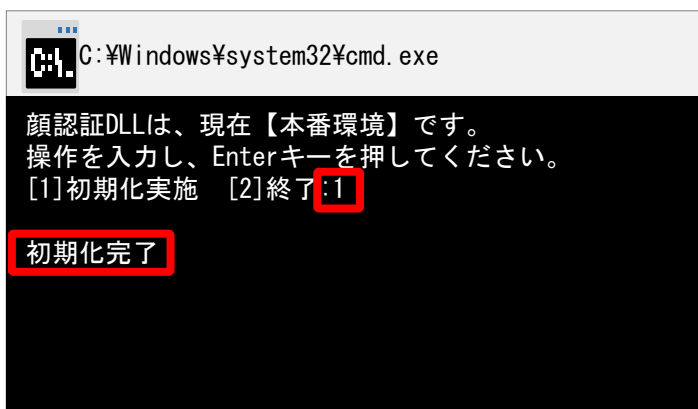 C:\.
C:¥Windows¥system32¥cmd.exe
顔認証DLLは、現在【本番環境】です。
操作を入力し、Enterキーを押してください。
[1]初期化実施　[2]終了:1
初期化完了